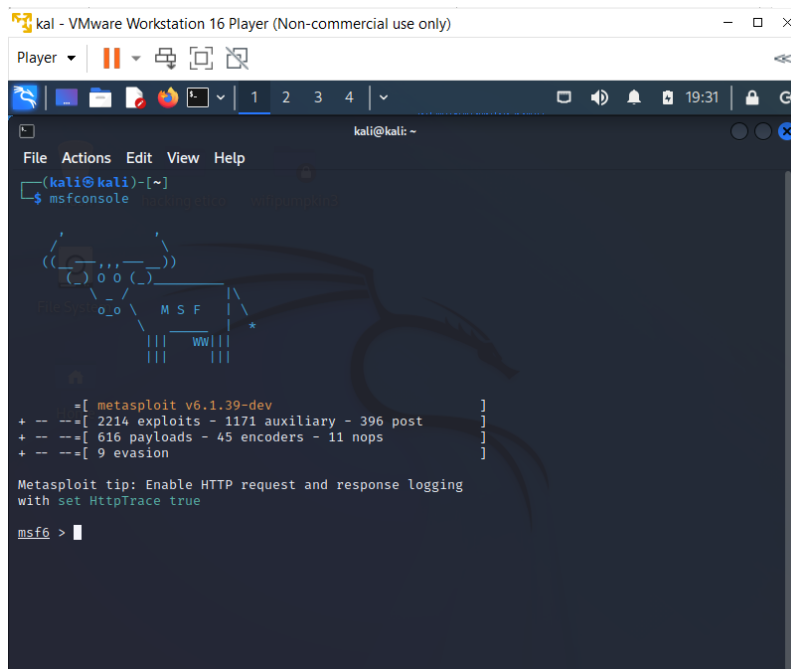 kal - VMware Workstation 16 Player (Non-commercial use only)
Player
1 2 3 4 19:31
kali@kali: ~
File Actions Edit View Help
(kali㉿kali)-[~]
$ msfconsole
M S F
=[ metasploit v6.1.39-dev ]
+ -- --=[ 2214 exploits - 1171 auxiliary - 396 post ]
+ -- --=[ 616 payloads - 45 encoders - 11 nops ]
+ -- --=[ 9 evasion ]
Metasploit tip: Enable HTTP request and response logging
with set HttpTrace true
msf6 >